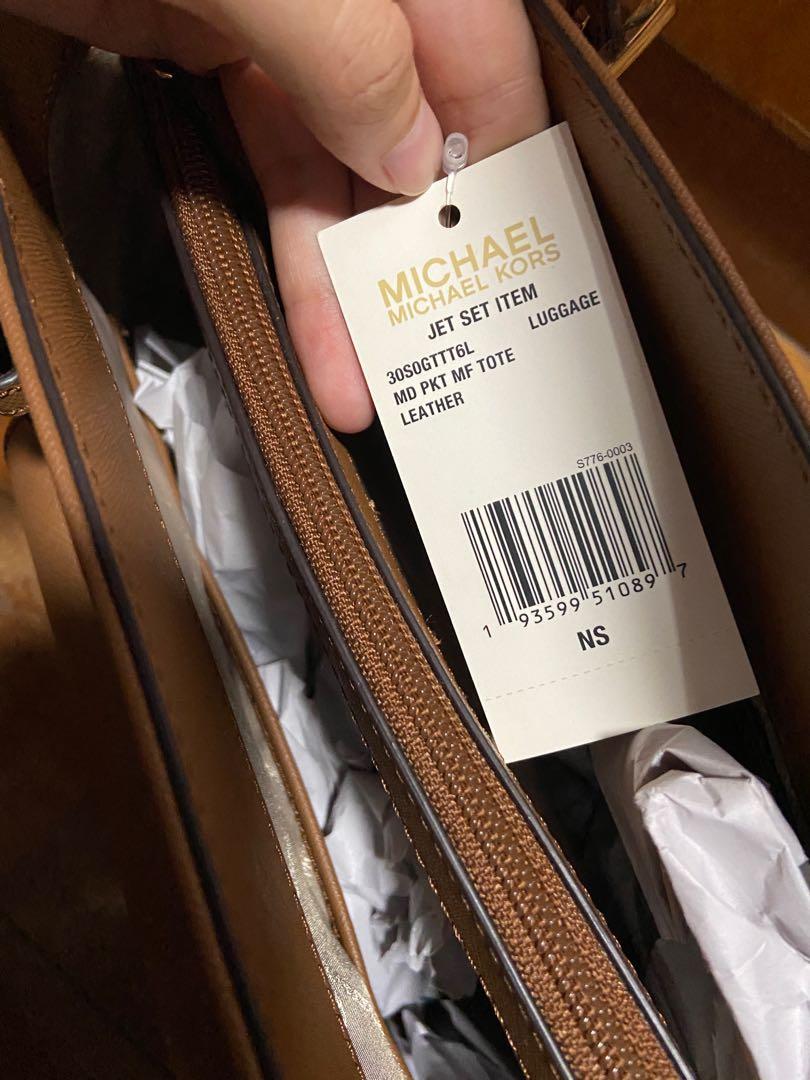 MICHAEL
MICHAEL KORS
JET SET ITEM
30S0GTTT6L LUGGAGE
MD PKT MF TOTE
LEATHER
S776-0003
1 93599 51089 7
NS